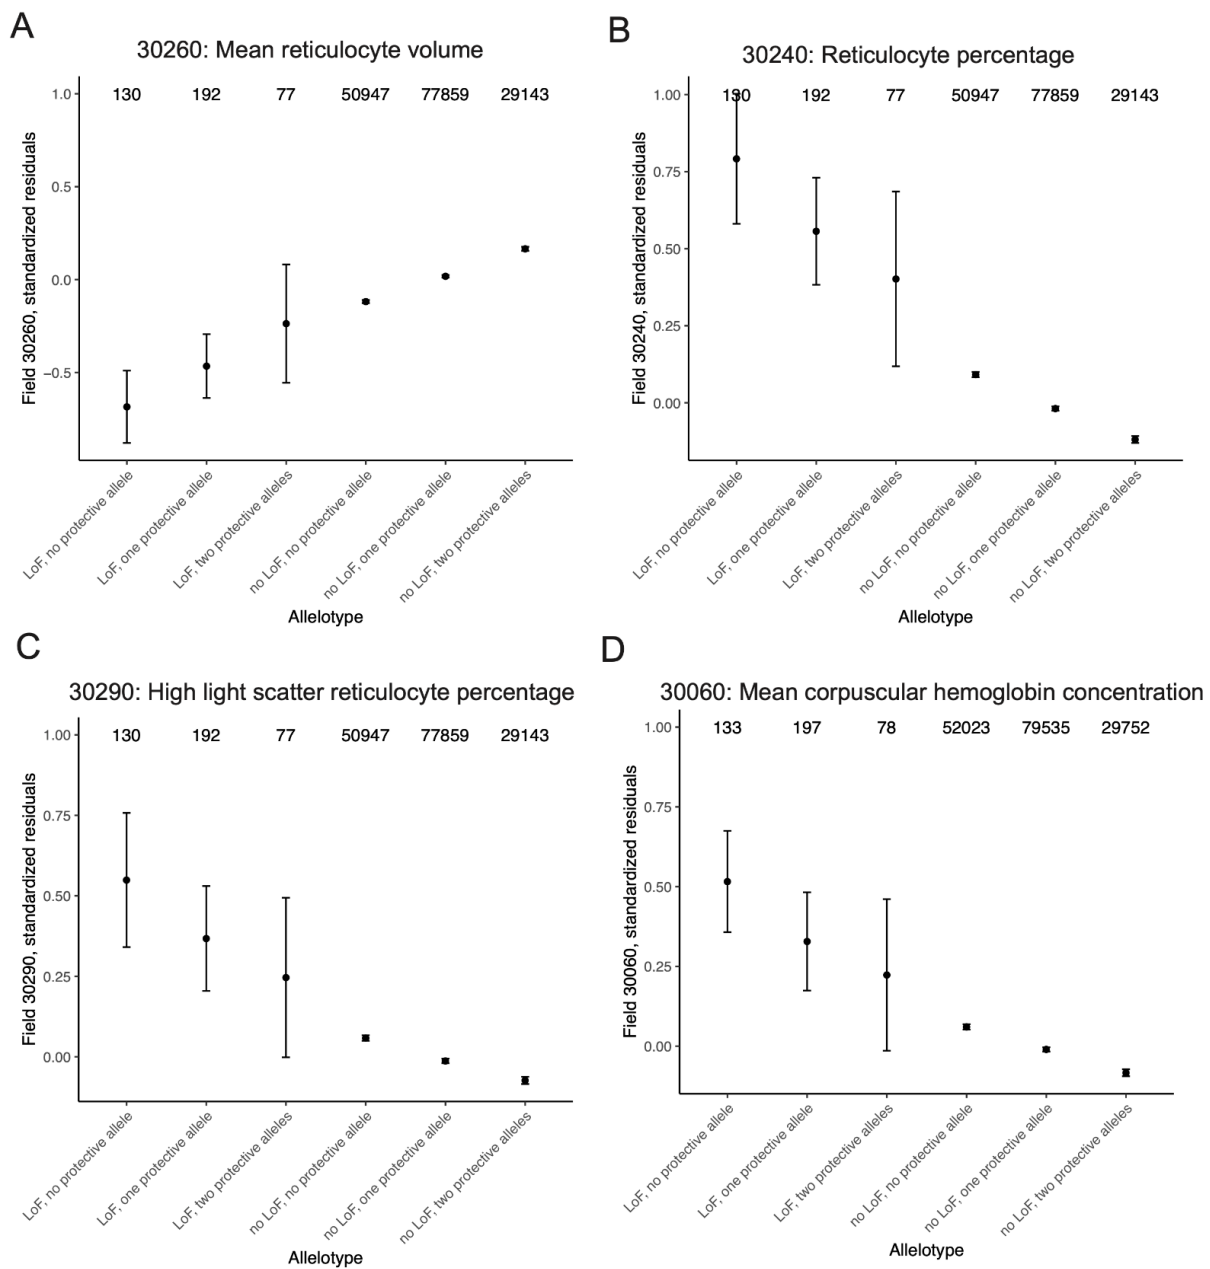 A
30260: Mean reticulocyte volume
130 192 77 50947 77859 29143
1.0
0.5
0.0
−0.5
Field 30260, standardized residuals
LoF, no protective allele
LoF, one protective allele
LoF, two protective alleles
no LoF, no protective allele
no LoF, one protective allele
no LoF, two protective alleles
Allelotype
B
30240: Reticulocyte percentage
130 192 77 50947 77859 29143
1.00
0.75
0.50
0.25
0.00
Field 30240, standardized residuals
LoF, no protective allele
LoF, one protective allele
LoF, two protective alleles
no LoF, no protective allele
no LoF, one protective allele
no LoF, two protective alleles
Allelotype
C
30290: High light scatter reticulocyte percentage
130 192 77 50947 77859 29143
1.00
0.75
0.50
0.25
0.00
Field 30290, standardized residuals
LoF, no protective allele
LoF, one protective allele
LoF, two protective alleles
no LoF, no protective allele
no LoF, one protective allele
no LoF, two protective alleles
Allelotype
D
30060: Mean corpuscular hemoglobin concentration
133 197 78 52023 79535 29752
1.00
0.75
0.50
0.25
0.00
Field 30060, standardized residuals
LoF, no protective allele
LoF, one protective allele
LoF, two protective alleles
no LoF, no protective allele
no LoF, one protective allele
no LoF, two protective alleles
Allelotype